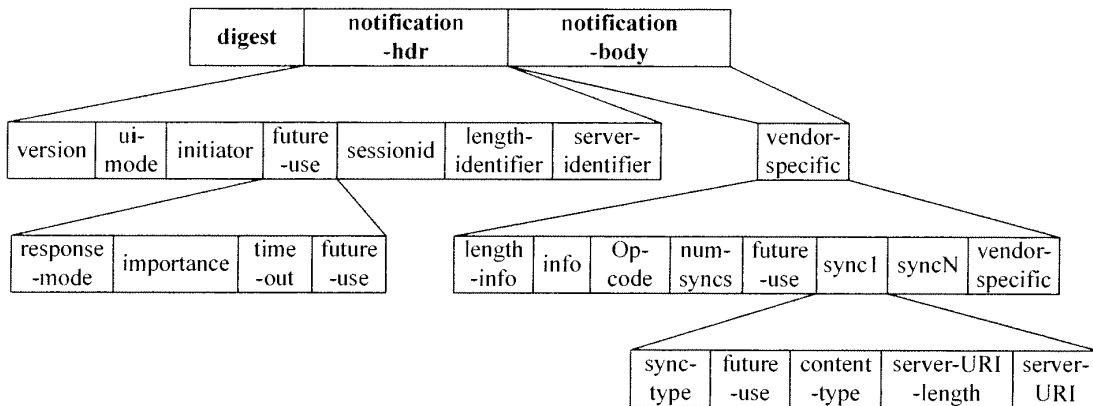 digest notification -hdr notification -body
version ui- mode initiator future -use sessionid length- identifier server- identifier
vendor- specific
response -mode importance time -out future -use
length -info info Op- code num- syncs future -use sync1 syncN vendor- specific
sync- type future -use content -type server-URI -length server- URI